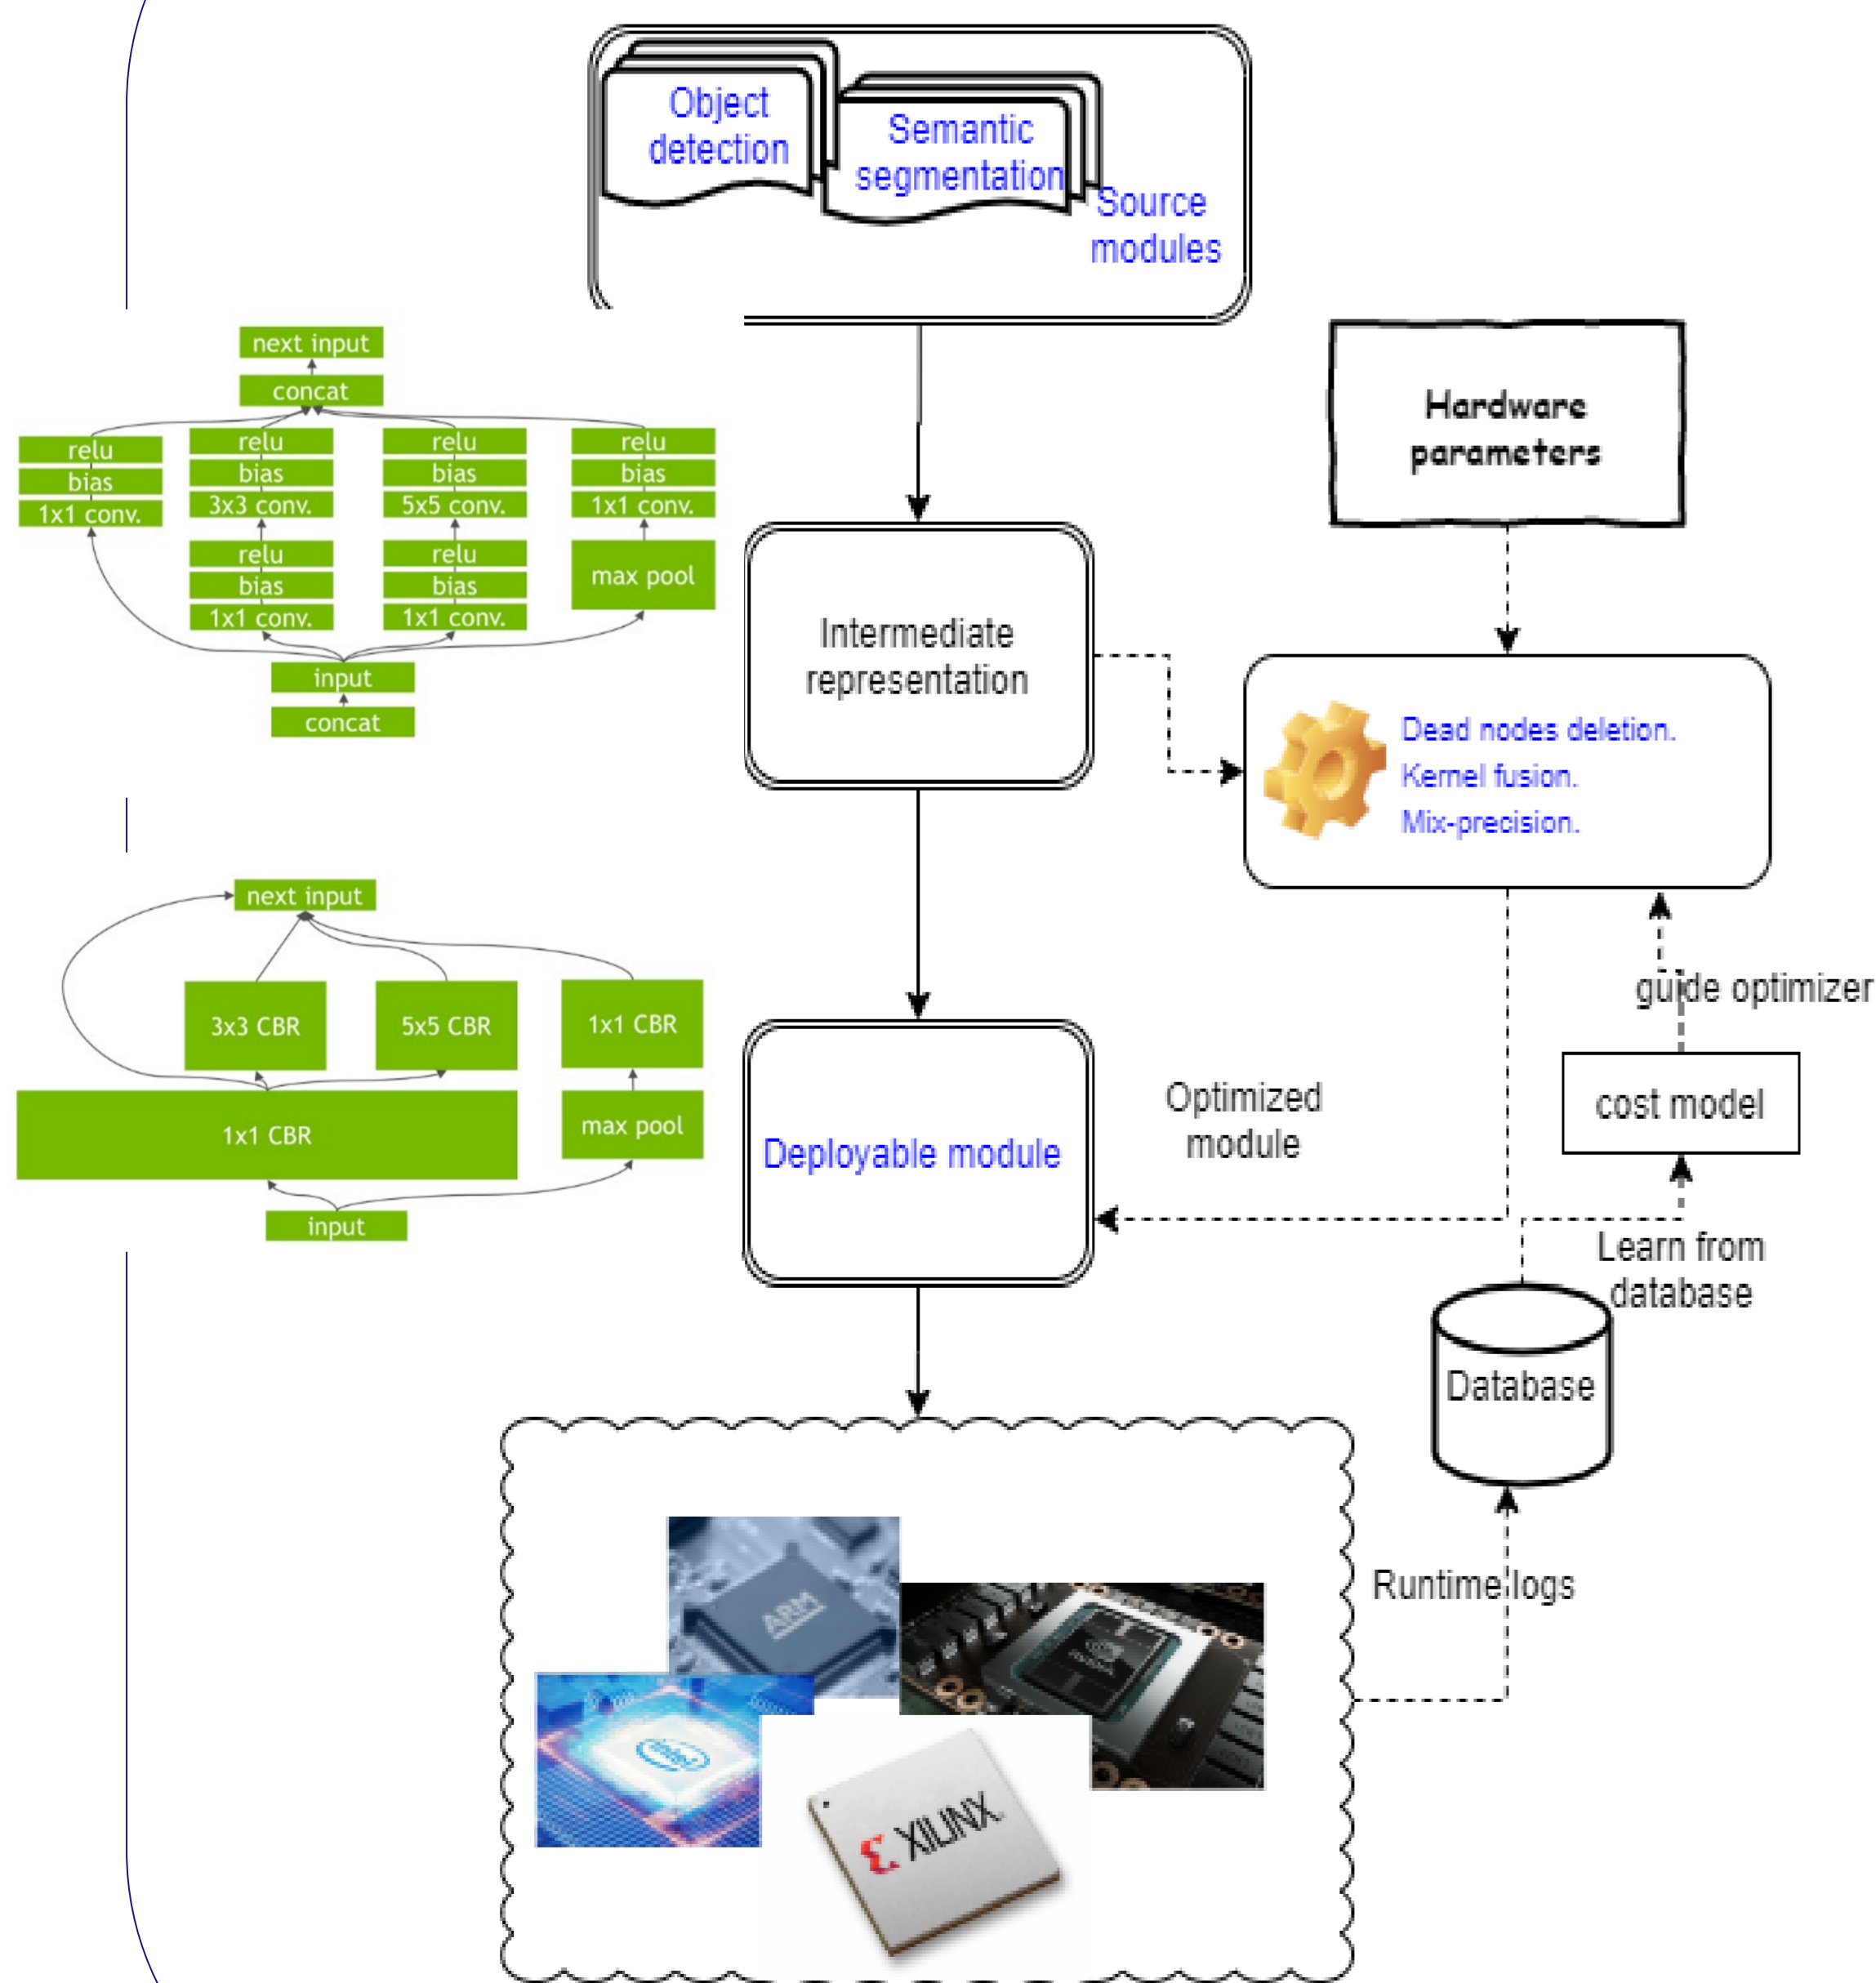 Object
detection
Semantic
segmentation
Source
modules
next input
concat
relu
bias
1x1 conv.
relu
bias
3x3 conv.
relu
bias
1x1 conv.
relu
bias
5x5 conv.
relu
bias
1x1 conv.
relu
bias
1x1 conv.
max pool
input
concat
Hardware
parameters
Intermediate
representation
Dead nodes deletion.
Kernel fusion.
Mix-precision.
next input
3x3 CBR
5x5 CBR
1x1 CBR
1x1 CBR
max pool
input
guide optimizer
cost model
Optimized
module
Deployable module
Learn from
database
Database
Runtime logs
ARM
intel
XILINX